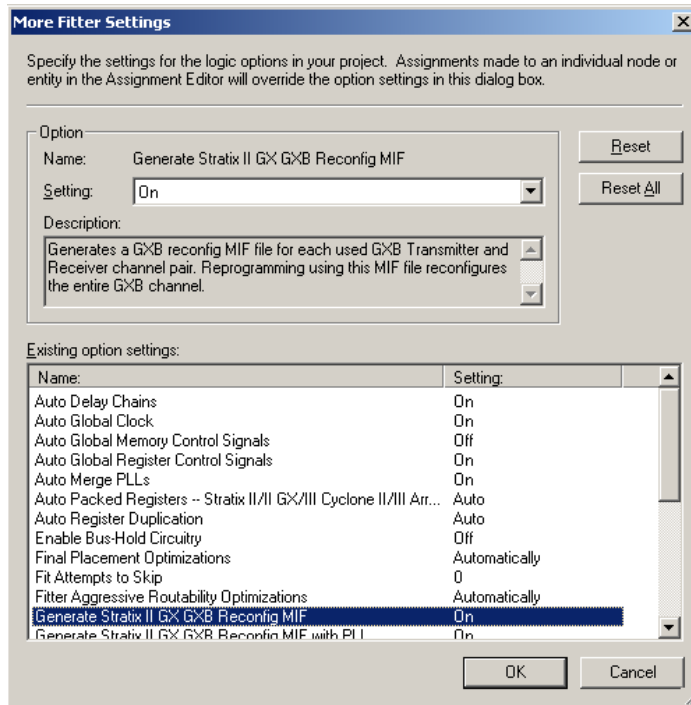 More Fitter Settings
Specify the settings for the logic options in your project. Assignments made to an individual node or
entity in the Assignment Editor will override the option settings in this dialog box.
Option
Name: Generate Stratix II GX GXB Reconfig MIF
Reset
Setting: On
Reset All
Description:
Generates a GXB reconfig MIF file for each used GXB Transmitter and
Receiver channel pair. Reprogramming using this MIF file reconfigures
the entire GXB channel.
Existing option settings:
Name: Setting:
Auto Delay Chains On
Auto Global Clock On
Auto Global Memory Control Signals Off
Auto Global Register Control Signals On
Auto Merge PLLs On
Auto Packed Registers -- Stratix II/II GX/III Cyclone II/III Arr... Auto
Auto Register Duplication Auto
Enable Bus-Hold Circuitry Off
Final Placement Optimizations Automatically
Fit Attempts to Skip 0
Fitter Aggressive Routability Optimizations Automatically
Generate Stratix II GX GXB Reconfig MIF On
Generate Stratix II GX GXB Reconfig MIF with PLL On
OK Cancel